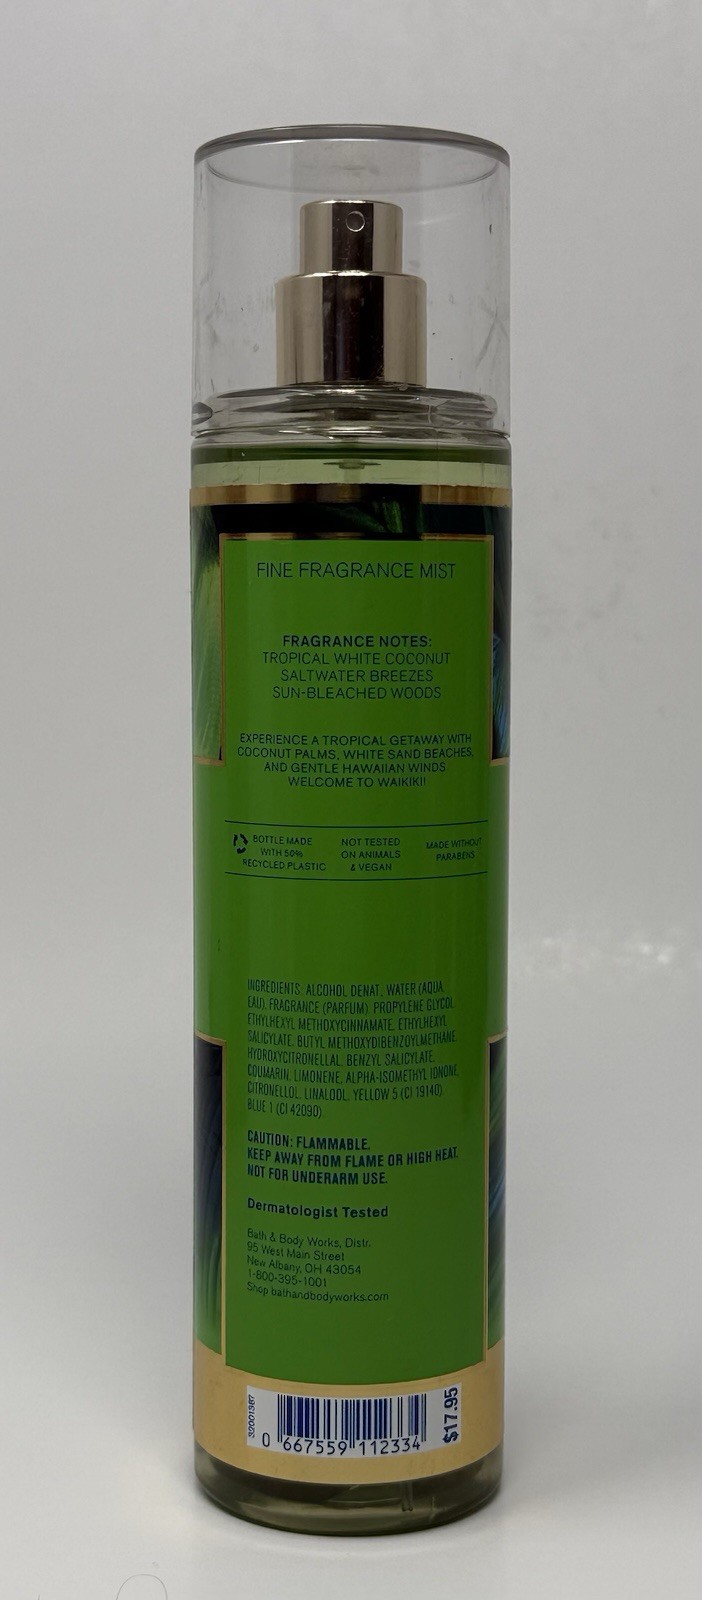 FINE FRAGRANCE MIST
FRAGRANCE NOTES:
TROPICAL WHITE COCONUT
SALTWATER BREEZES
SUN-BLEACHED WOODS
EXPERIENCE A TROPICAL GETAWAY WITH
COCONUT PALMS, WHITE SAND BEACHES,
AND GENTLE HAWAIIAN WINDS
WELCOME TO WAIKIKI!
BOTTLE MADE
WITH 50%
RECYCLED PLASTIC
NOT TESTED
ON ANIMALS
& VEGAN
MADE WITHOUT
PARABENS
INGREDIENTS: ALCOHOL DENAT., WATER (AQUA,
EAU), FRAGRANCE (PARFUM), PROPYLENE GLYCOL,
ETHYLHEXYL METHOXYCINNAMATE, ETHYLHEXYL
SALICYLATE, BUTYL METHOXYDIBENZOYLMETHANE,
HYDROXYCITRONELLAL, BENZYL SALICYLATE,
COUMARIN, LIMONENE, ALPHA-ISOMETHYL IONONE,
CITRONELLOL, LINALOOL, YELLOW 5 (CI 19140),
BLUE 1 (CI 42090).
CAUTION: FLAMMABLE.
KEEP AWAY FROM FLAME OR HIGH HEAT.
NOT FOR UNDERARM USE.
Dermatologist Tested
Bath & Body Works, Distr.
95 West Main Street
New Albany, OH 43054
1-800-395-1001
Shop bathandbodyworks.com
32001367
0 667559 112334
$17.95